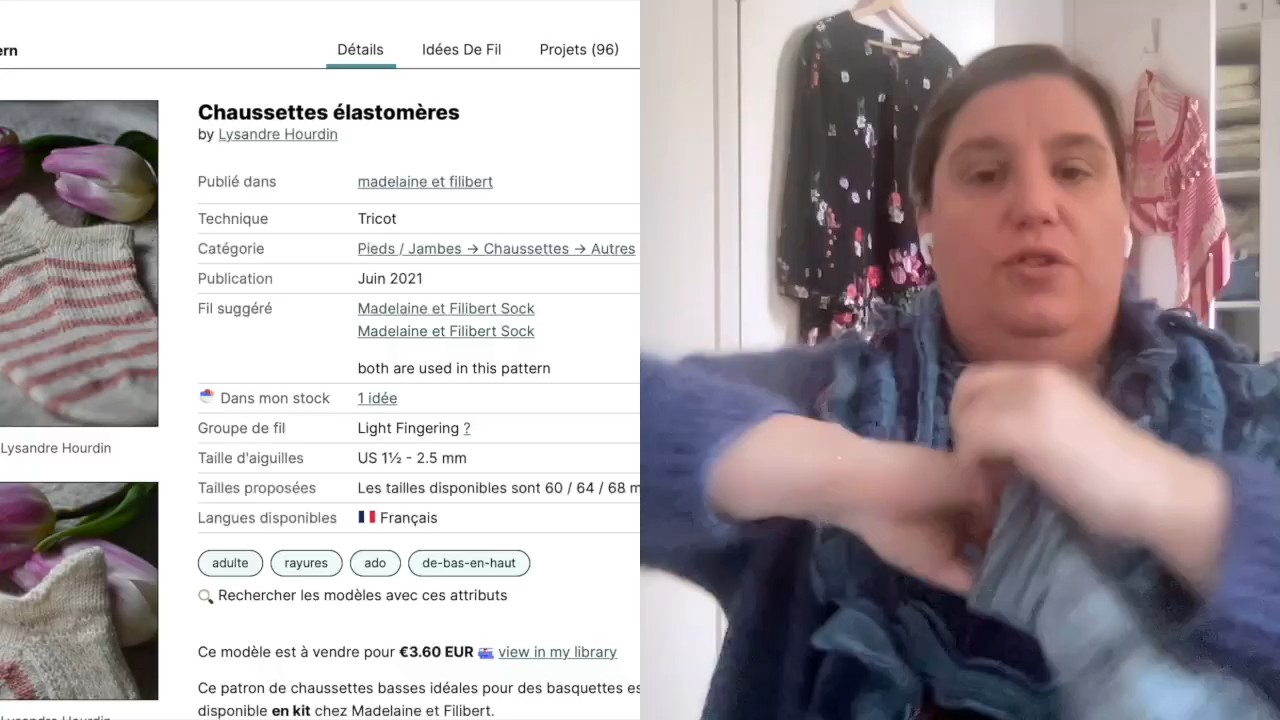 ern
Détails
Idées De Fil
Projets (96)
Chaussettes élastomères
by Lysandre Hourdin
Publié dans madelaine et filibert
Technique Tricot
Catégorie Pieds / Jambes → Chaussettes → Autres
Publication Juin 2021
Fil suggéré Madelaine et Filibert Sock
Madelaine et Filibert Sock
both are used in this pattern
Dans mon stock 1 idée
Groupe de fil Light Fingering ?
Taille d'aiguilles US 1½ - 2.5 mm
Tailles proposées Les tailles disponibles sont 60 / 64 / 68 m
Langues disponibles Français
adulte rayures ado de-bas-en-haut
Rechercher les modèles avec ces attributs
Ce modèle est à vendre pour €3.60 EUR view in my library
Ce patron de chaussettes basses idéales pour des basquettes es
disponible en kit chez Madelaine et Filibert.
Lysandre Hourdin